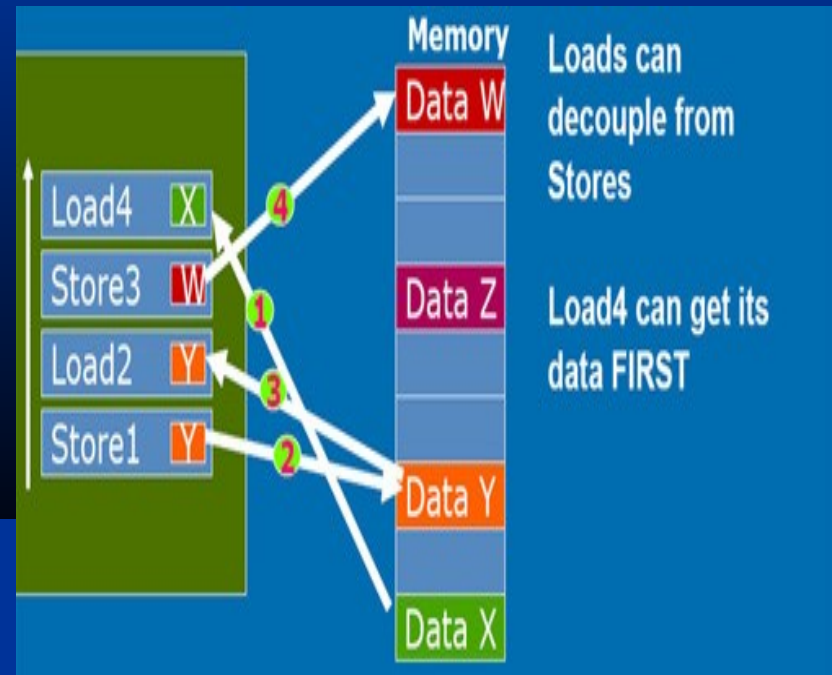 Memory
Loads can
decouple from
Stores
Load4 can get its
data FIRST
Load4 X
Store3 W
Load2 Y
Store1 Y
4
1
3
2
Data W
Data Z
Data Y
Data X